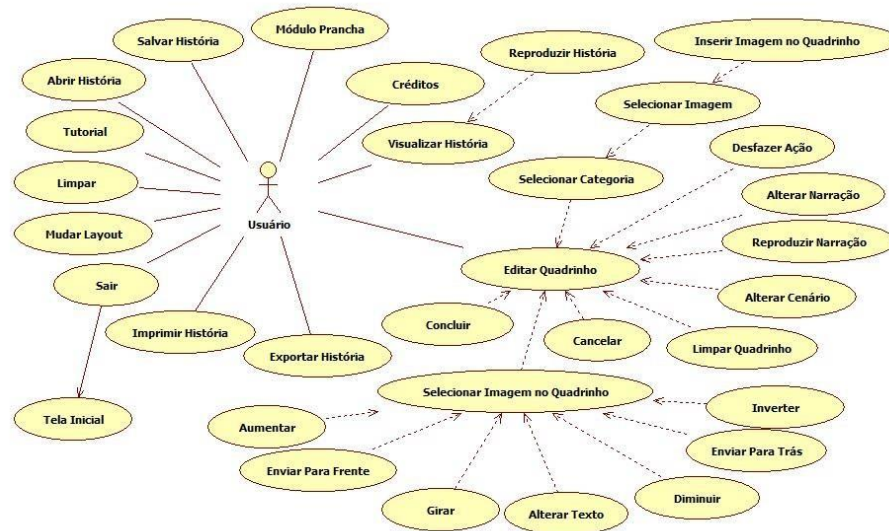 Módulo Prancha
Salvar História
Inserir Imagem no Quadrinho
Reproduzir História
Abrir História
Créditos
Selecionar Imagem
Tutorial
Visualizar História
Desfazer Ação
Selecionar Categoria
Limpar
Alterar Narração
Usuário
Mudar Layout
Reproduzir Narração
Editar Quadrinho
Sair
Alterar Cenário
Imprimir História
Concluir
Cancelar
Limpar Quadrinho
Exportar História
Selecionar Imagem no Quadrinho
Inverter
Tela Inicial
Aumentar
Enviar Para Trás
Enviar Para Frente
Diminuir
Girar
Alterar Texto